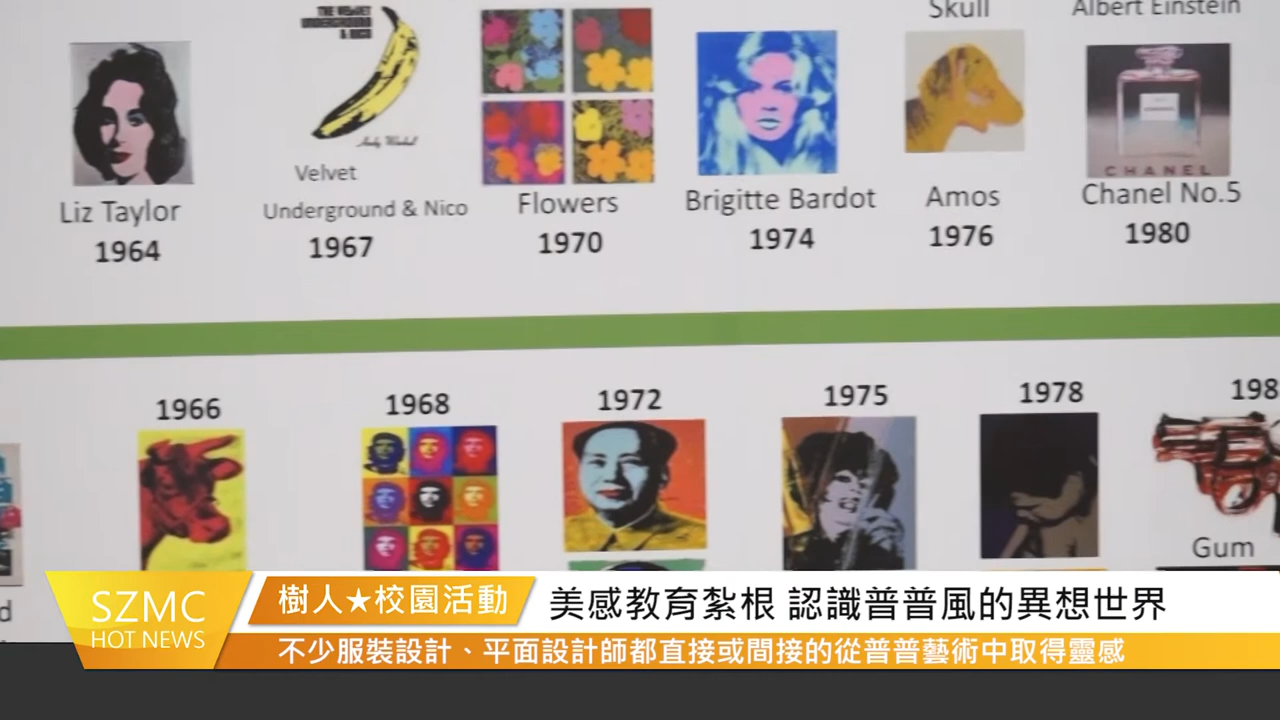 Skull
Albert Einstein
THE VELVET
UNDERGROUND
& NICO
Andy Warhol
CHANEL
Liz Taylor
1964
Velvet
Underground & Nico
1967
Flowers
1970
Brigitte Bardot
1974
Amos
1976
Chanel No.5
1980
1966
1968
1972
1975
1978
198
Gum
d
SZMC
HOT NEWS
樹人★校園活動
美感教育紮根 認識普普風的異想世界
不少服裝設計、平面設計師都直接或間接的從普普藝術中取得靈感